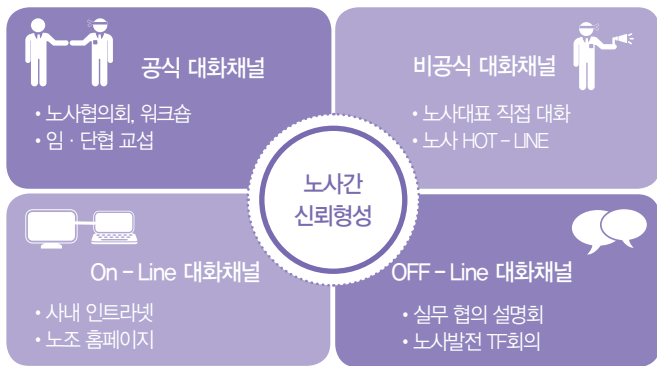 공식 대화채널
• 노사협의회, 워크숍
• 임 · 단협 교섭
비공식 대화채널
• 노사대표 직접 대화
• 노사 HOT - LINE
노사간
신뢰형성
On - Line 대화채널
• 사내 인트라넷
• 노조 홈페이지
OFF - Line 대화채널
• 실무 협의 설명회
• 노사발전 TF회의